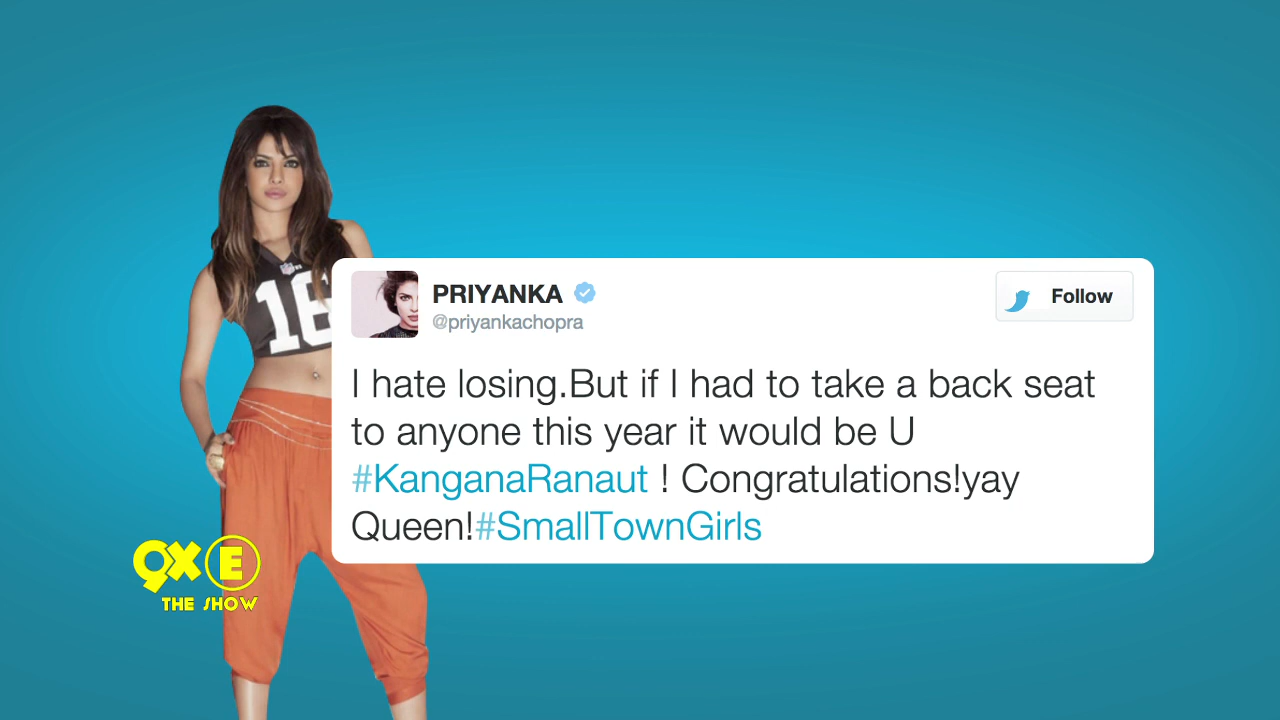 16
PRIYANKA
@priyankachopra
Follow
I hate losing.But if I had to take a back seat
to anyone this year it would be U
#KanganaRanaut ! Congratulations!yay
Queen!#SmallTownGirls
9X E
THE SHOW